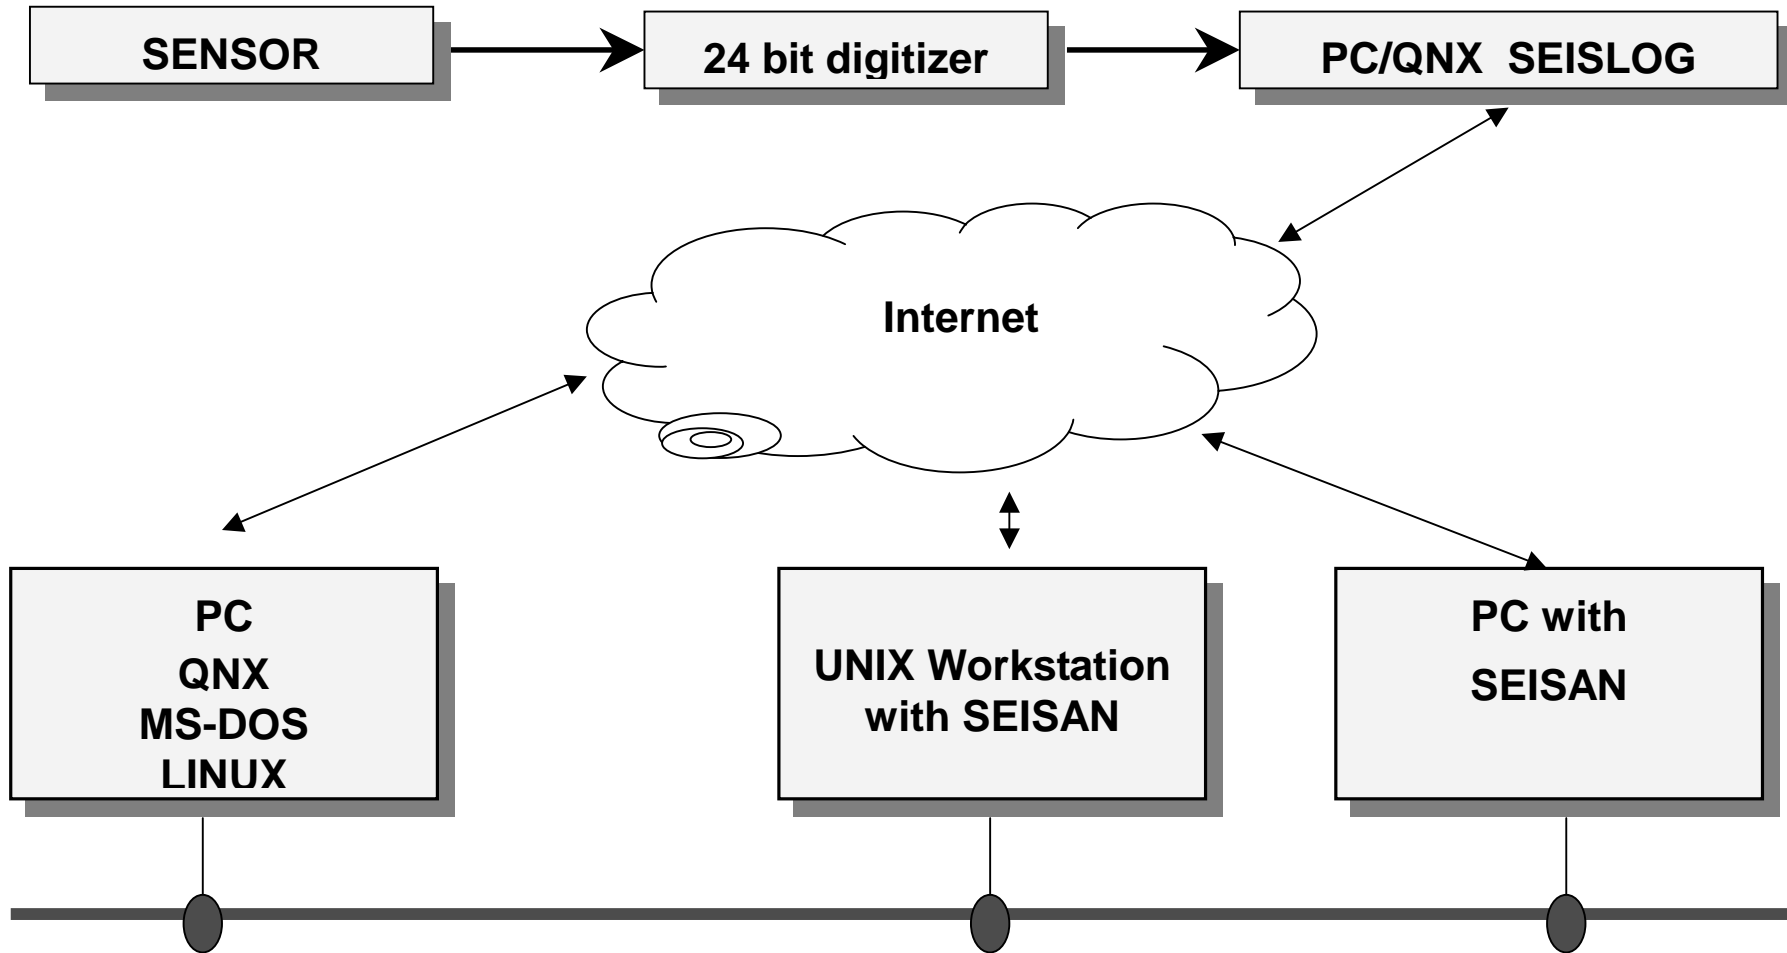 SENSOR
24 bit digitizer
PC/QNX SEISLOG
Internet
PC
QNX
MS-DOS
LINUX
UNIX Workstation
with SEISAN
PC with
SEISAN